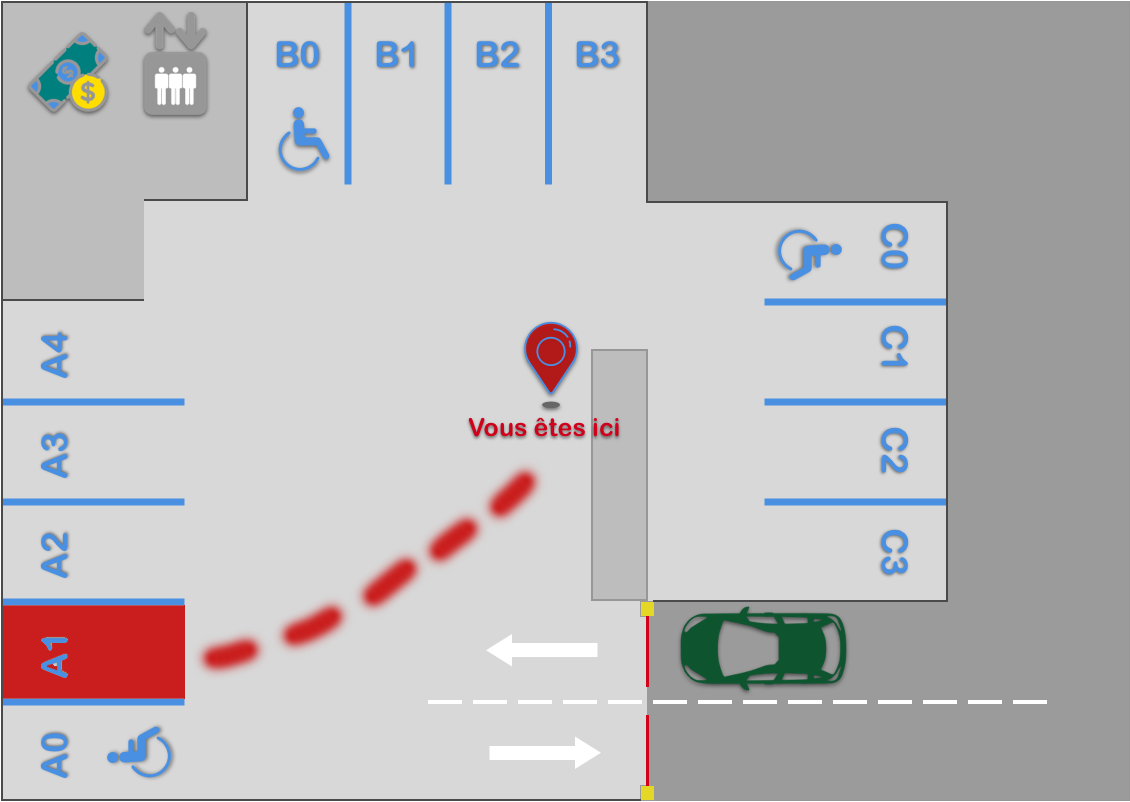 B0 B1 B2 B3
$
$
C0
A4
C1
Vous êtes ici
A3
C2
A2
C3
A1
A0